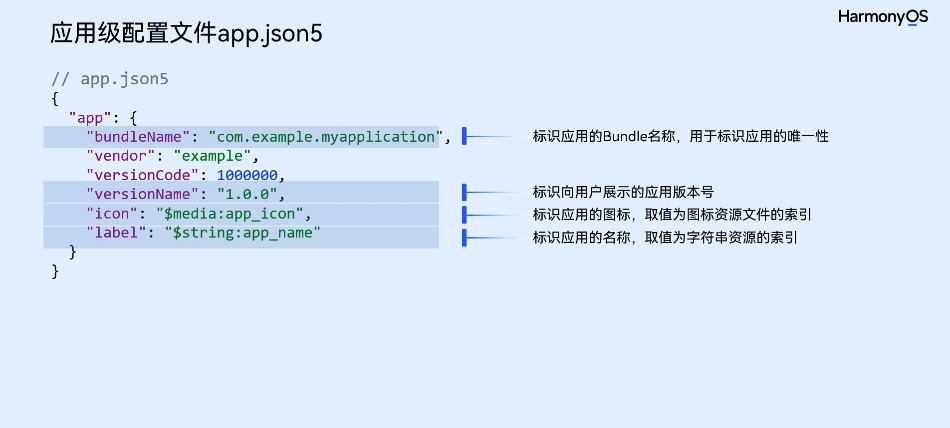 应用级配置文件app.json5
HarmonyOS
// app.json5
{
"app": {
"bundleName": "com.example.myapplication", 标识应用的Bundle名称，用于标识应用的唯一性
"vendor": "example",
"versionCode": 1000000,
"versionName": "1.0.0", 标识向用户展示的应用版本号
"icon": "$media:app_icon", 标识应用的图标，取值为图标资源文件的索引
"label": "$string:app_name" 标识应用的名称，取值为字符串资源的索引
}
}